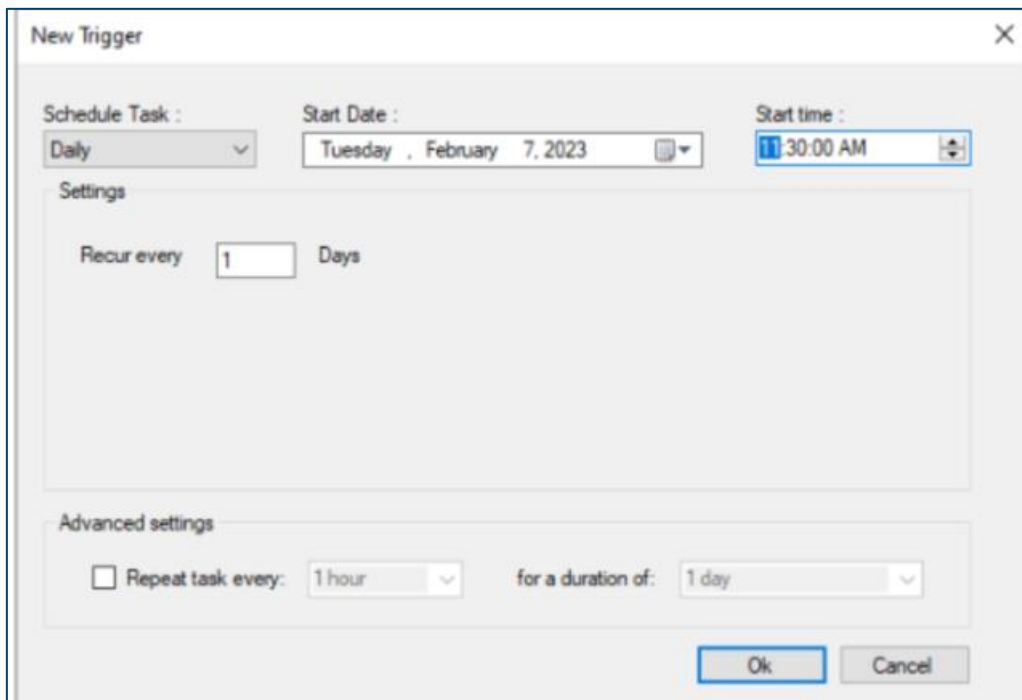 New Trigger
Schedule Task : Start Date : Start time :
Daily Tuesday , February 7, 2023 11:30:00 AM
Settings
Recur every 1 Days
Advanced settings
Repeat task every: 1 hour for a duration of: 1 day
Ok Cancel